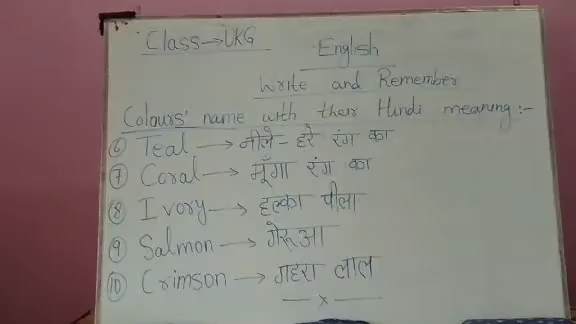 Class→UKG
English
Write and Remember
Colours' name with their Hindi meaning:-
⑥ Teal → नीले-हरे रंग का
⑦ Coral → मूँगा रंग का
⑧ Ivory → हल्का पीला
⑨ Salmon → गेरूआ
⑩ Crimson → गहरा लाल
—x—